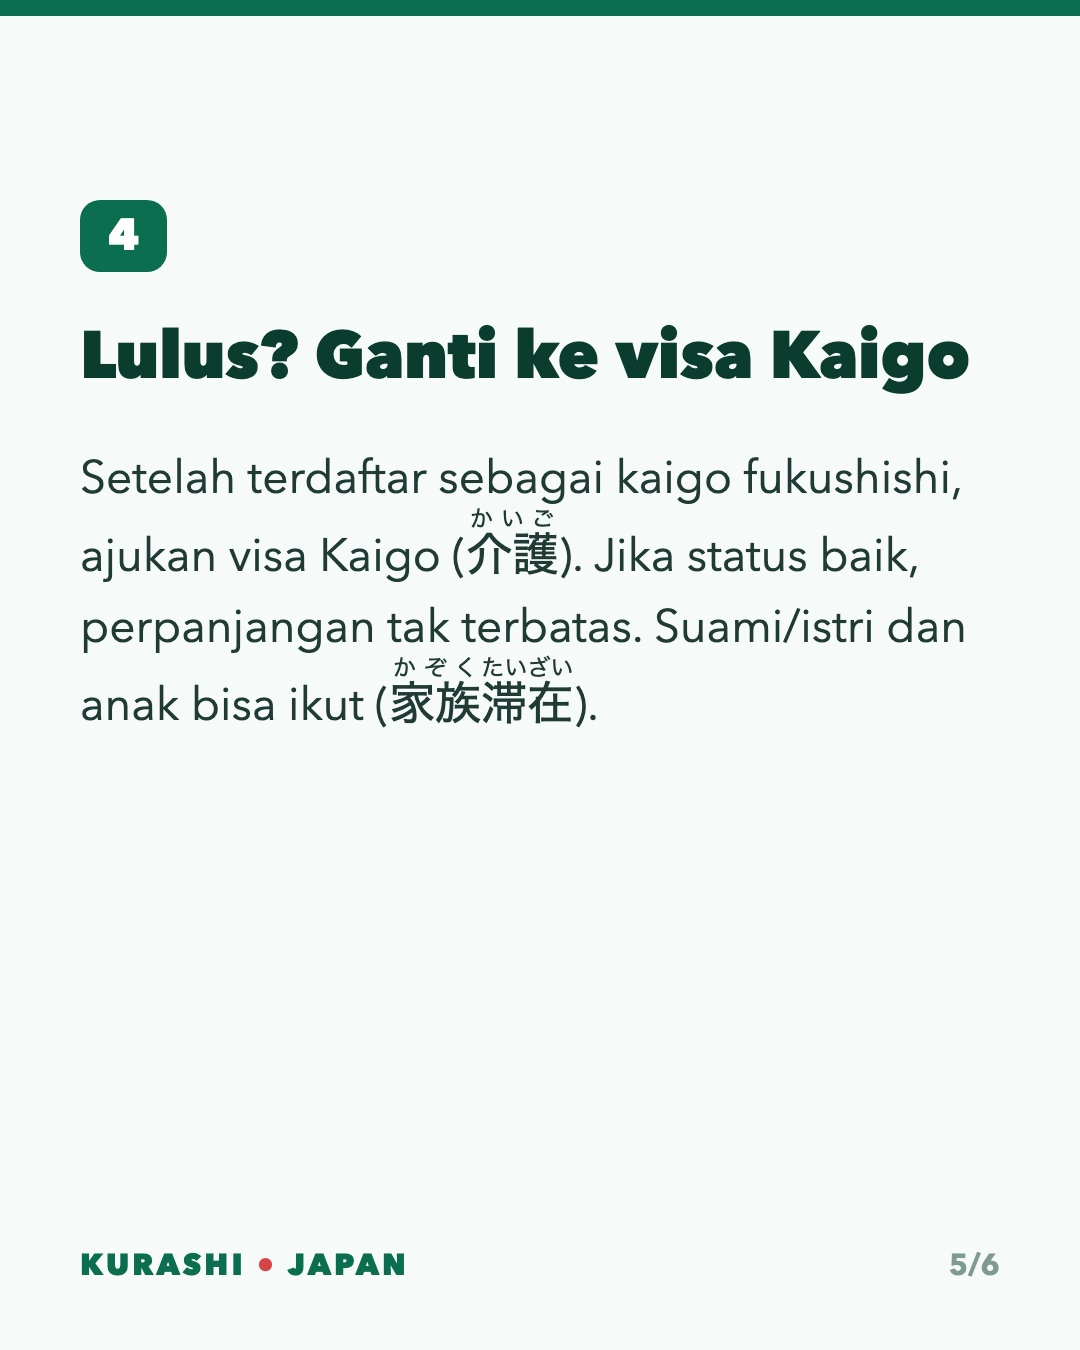 4
Lulus? Ganti ke visa Kaigo
Setelah terdaftar sebagai kaigo fukushishi,
かいご
ajukan visa Kaigo (介護). Jika status baik,
perpanjangan tak terbatas. Suami/istri dan
かぞくたいざい
anak bisa ikut (家族滞在).
KURASHI • JAPAN
5/6